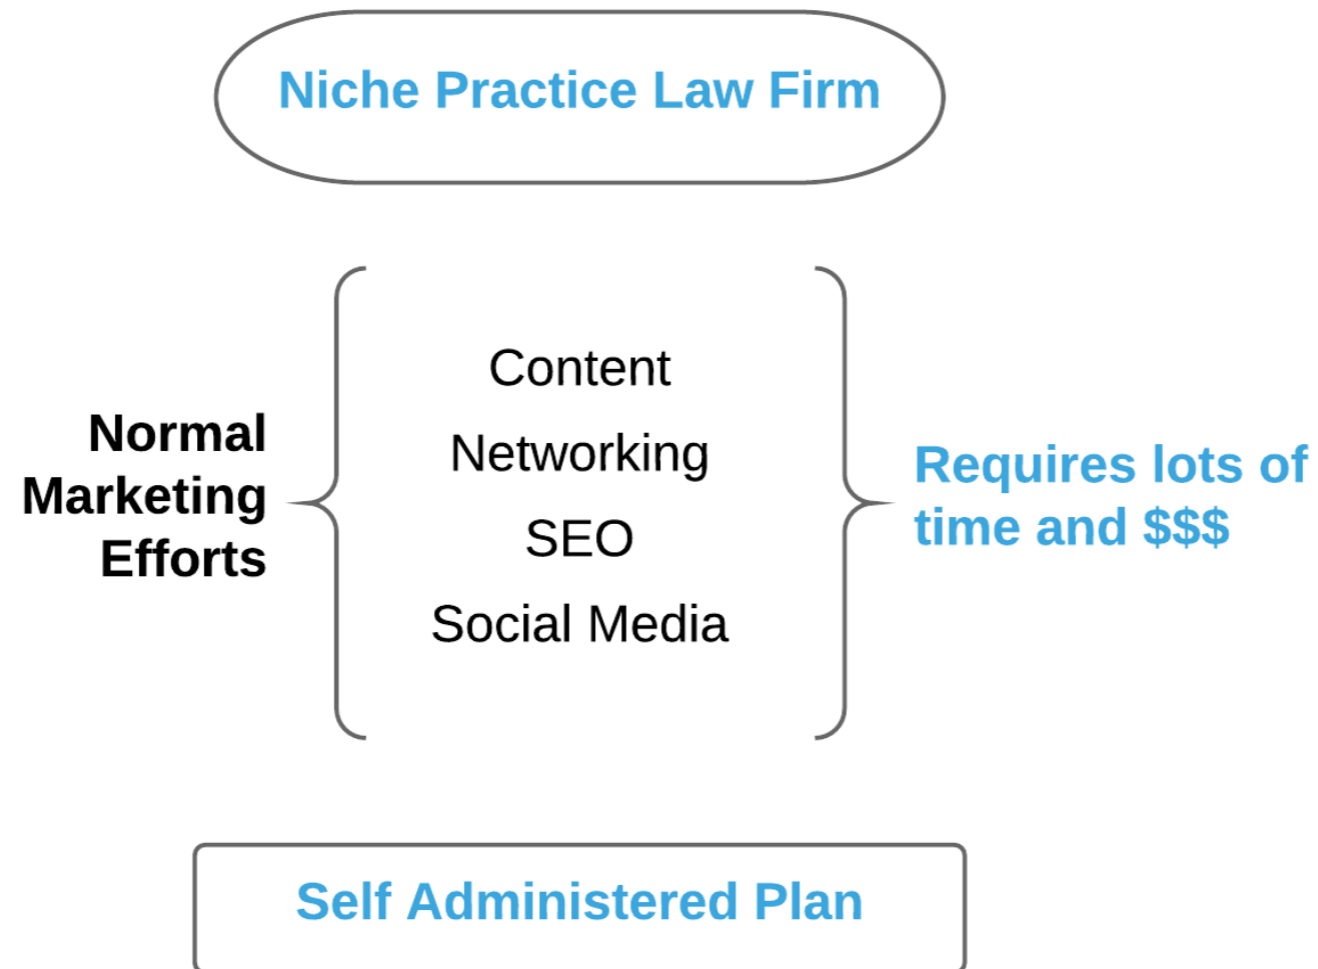 Niche Practice Law Firm
Normal
Marketing
Efforts
Content
Networking
SEO
Social Media
Requires lots of
time and $$$
Self Administered Plan